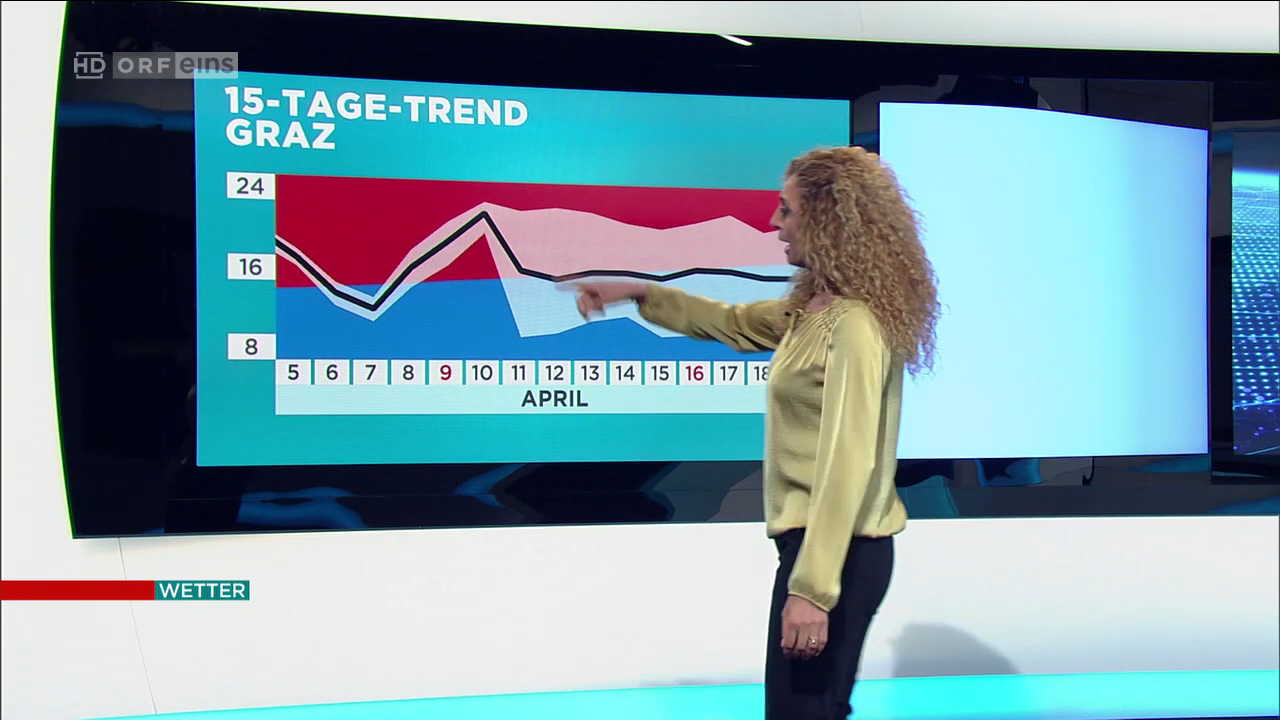 HD ORF eins
15-TAGE-TREND
GRAZ
24
16
8
5 6 7 8 9 10 11 12 13 14 15 16 17 18
APRIL
WETTER